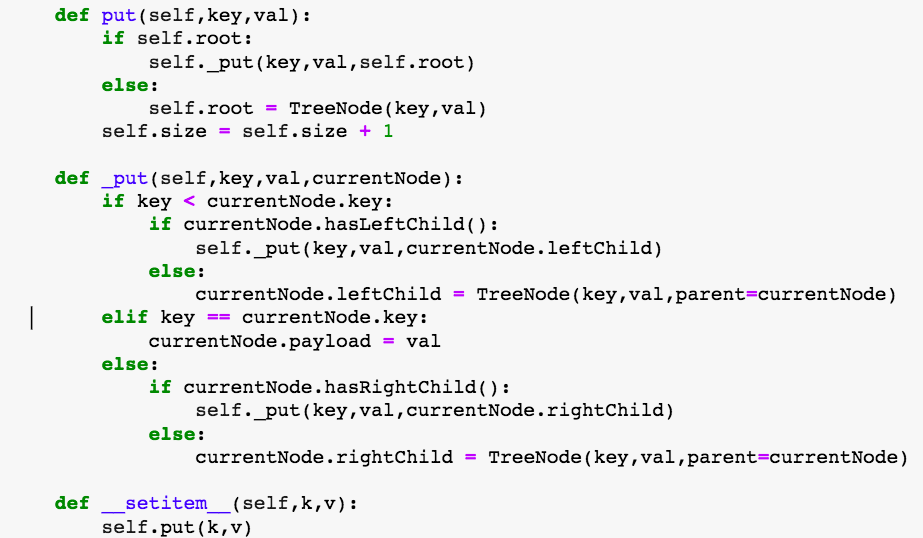 def put(self,key,val):
    if self.root:
        self._put(key,val,self.root)
    else:
        self.root = TreeNode(key,val)
    self.size = self.size + 1

def _put(self,key,val,currentNode):
    if key < currentNode.key:
        if currentNode.hasLeftChild():
            self._put(key,val,currentNode.leftChild)
        else:
            currentNode.leftChild = TreeNode(key,val,parent=currentNode)
    elif key == currentNode.key:
        currentNode.payload = val
    else:
        if currentNode.hasRightChild():
            self._put(key,val,currentNode.rightChild)
        else:
            currentNode.rightChild = TreeNode(key,val,parent=currentNode)

def __setitem__(self,k,v):
    self.put(k,v)